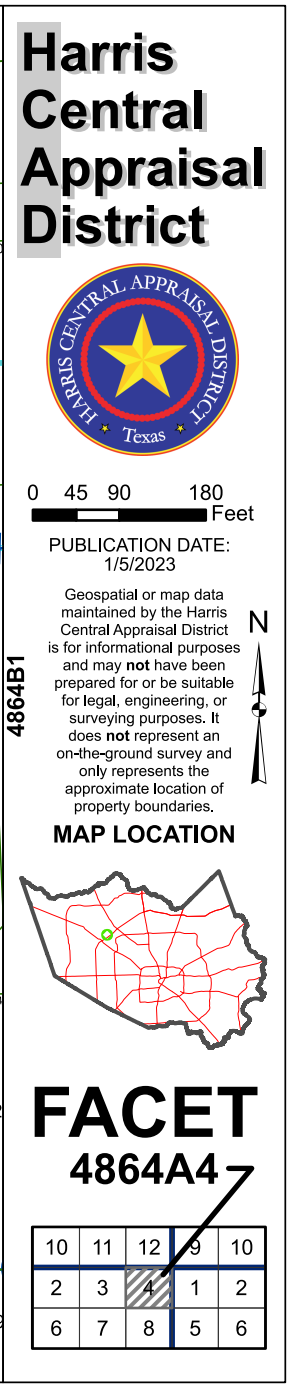 Harris
Central
Appraisal
District
HARRIS CENTRAL APPRAISAL DISTRICT
Texas
0 45 90 180
Feet
PUBLICATION DATE:
1/5/2023
Geospatial or map data
maintained by the Harris
Central Appraisal District
is for informational purposes
and may not have been
prepared for or be suitable
for legal, engineering, or
surveying purposes. It
does not represent an
on-the-ground survey and
only represents the
approximate location of
property boundaries.
N
4864B1
MAP LOCATION
FACET
4864A4
10 11 12 9 10
2 3 4 1 2
6 7 8 5 6